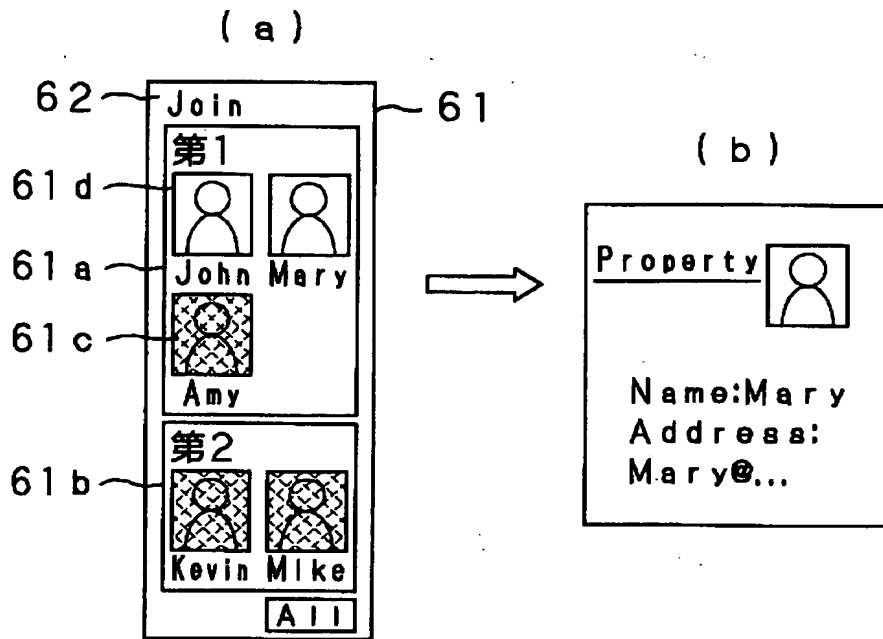 (a)
62 Join 61
第1
61d
John Mary
61a
61c
Amy
第2
61b
Kevin Mike
All
(b)
Property
Name:Mary
Address:
Mary@...